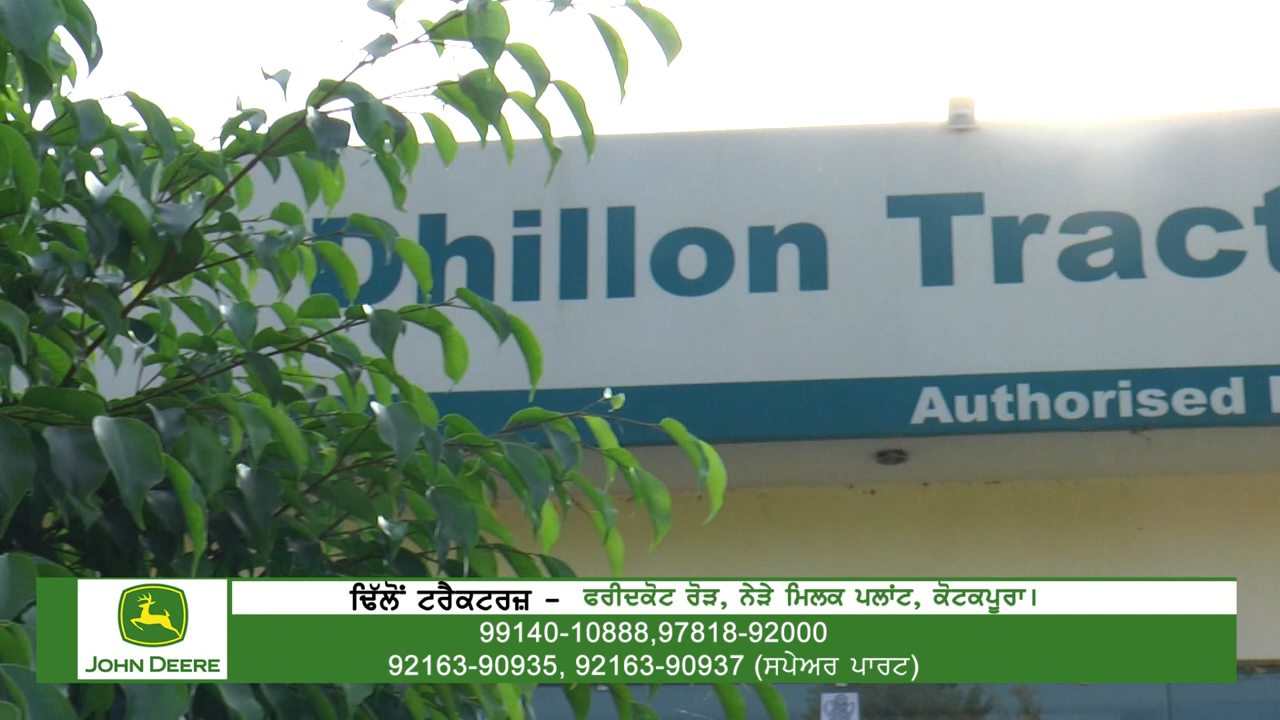 Dhillon Tract
Authorised
ਢਿੱਲੋਂ ਟਰੈਕਟਰਜ਼ – ਫਰੀਦਕੋਟ ਰੋੜ, ਨੇੜੇ ਮਿਲਕ ਪਲਾਂਟ, ਕੋਟਕਪੂਰਾ।
99140-10888,97818-92000
92163-90935, 92163-90937 (ਸਪੇਅਰ ਪਾਰਟ)
JOHN DEERE